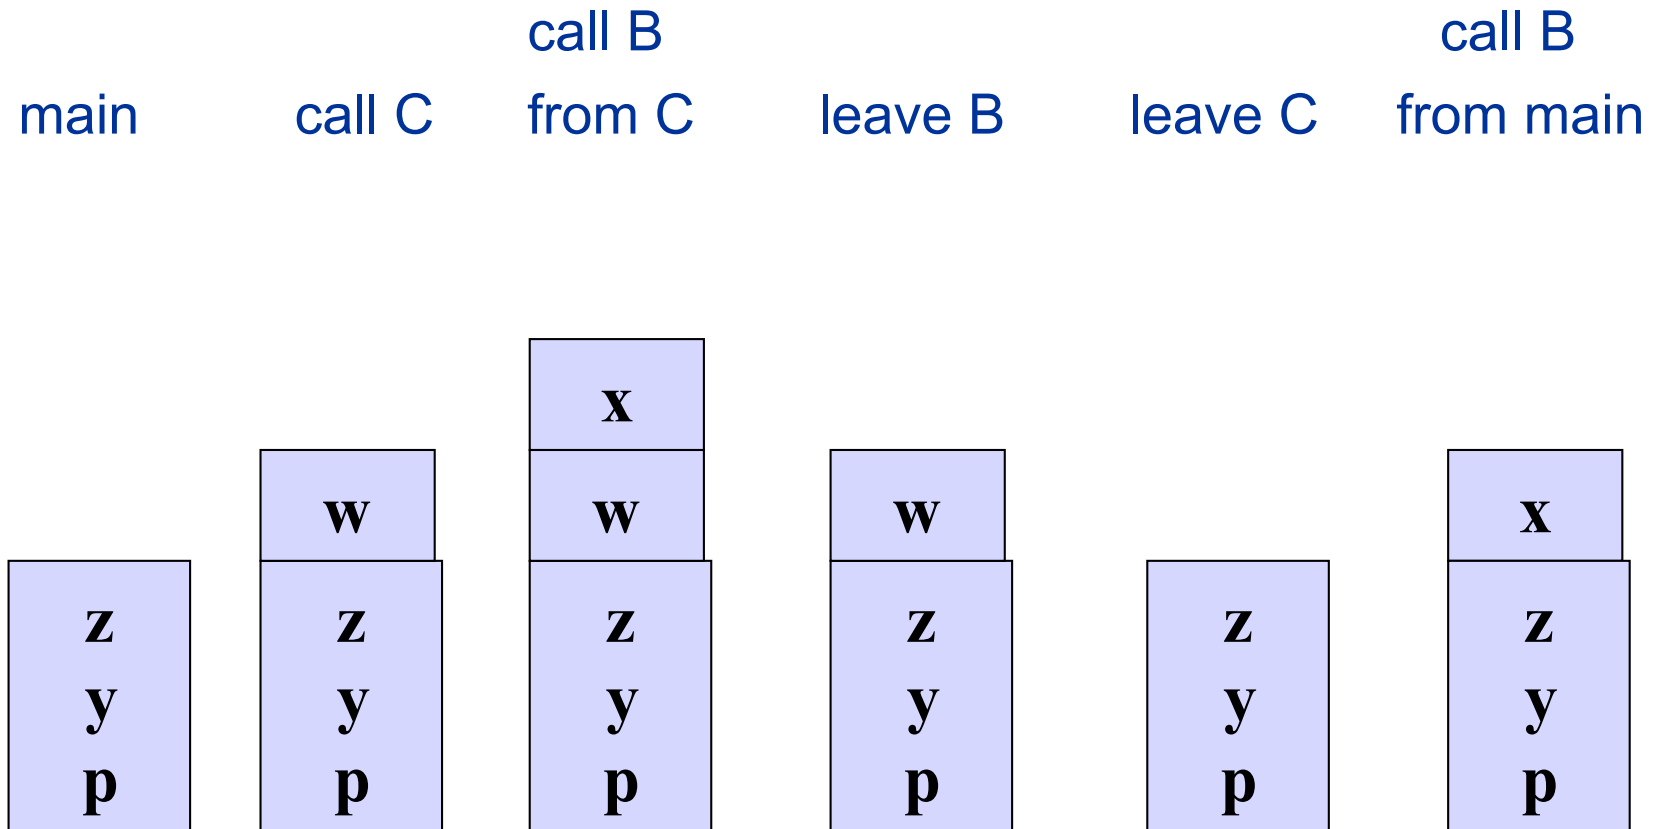 call B call B
main call C from C leave B leave C from main
x
w w w x
z z z z z z
y y y y y y
p p p p p p